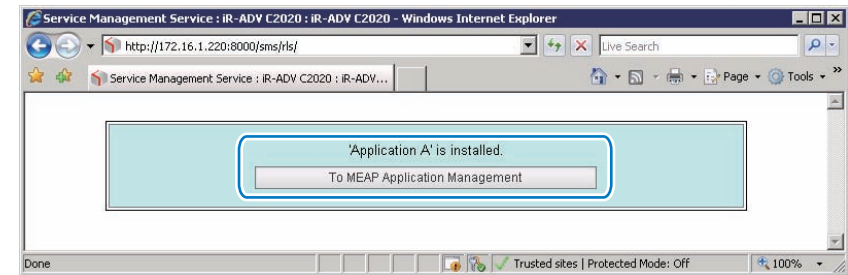 Service Management Service : iR-ADV C2020 : iR-ADV C2020 - Windows Internet Explorer
http://172.16.1.220:8000/sms/rls/
Live Search
Service Management Service : iR-ADV C2020 : iR-ADV...
Page
Tools
'Application A' is installed.
To MEAP Application Management
Done
Trusted sites | Protected Mode: Off
100%